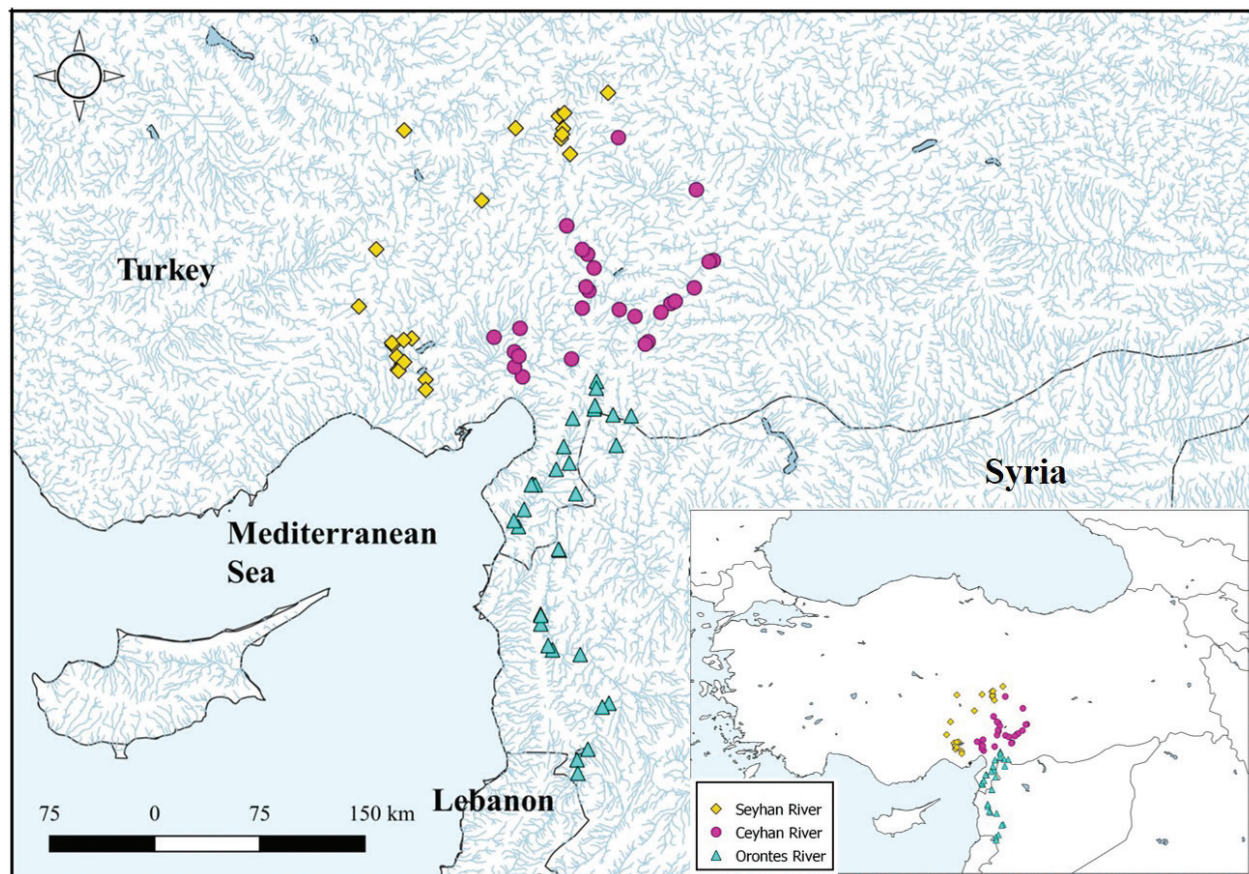 Turkey
Syria
Mediterranean
Sea
Lebanon
75 0 75 150 km
Seyhan River
Ceyhan River
Orontes River